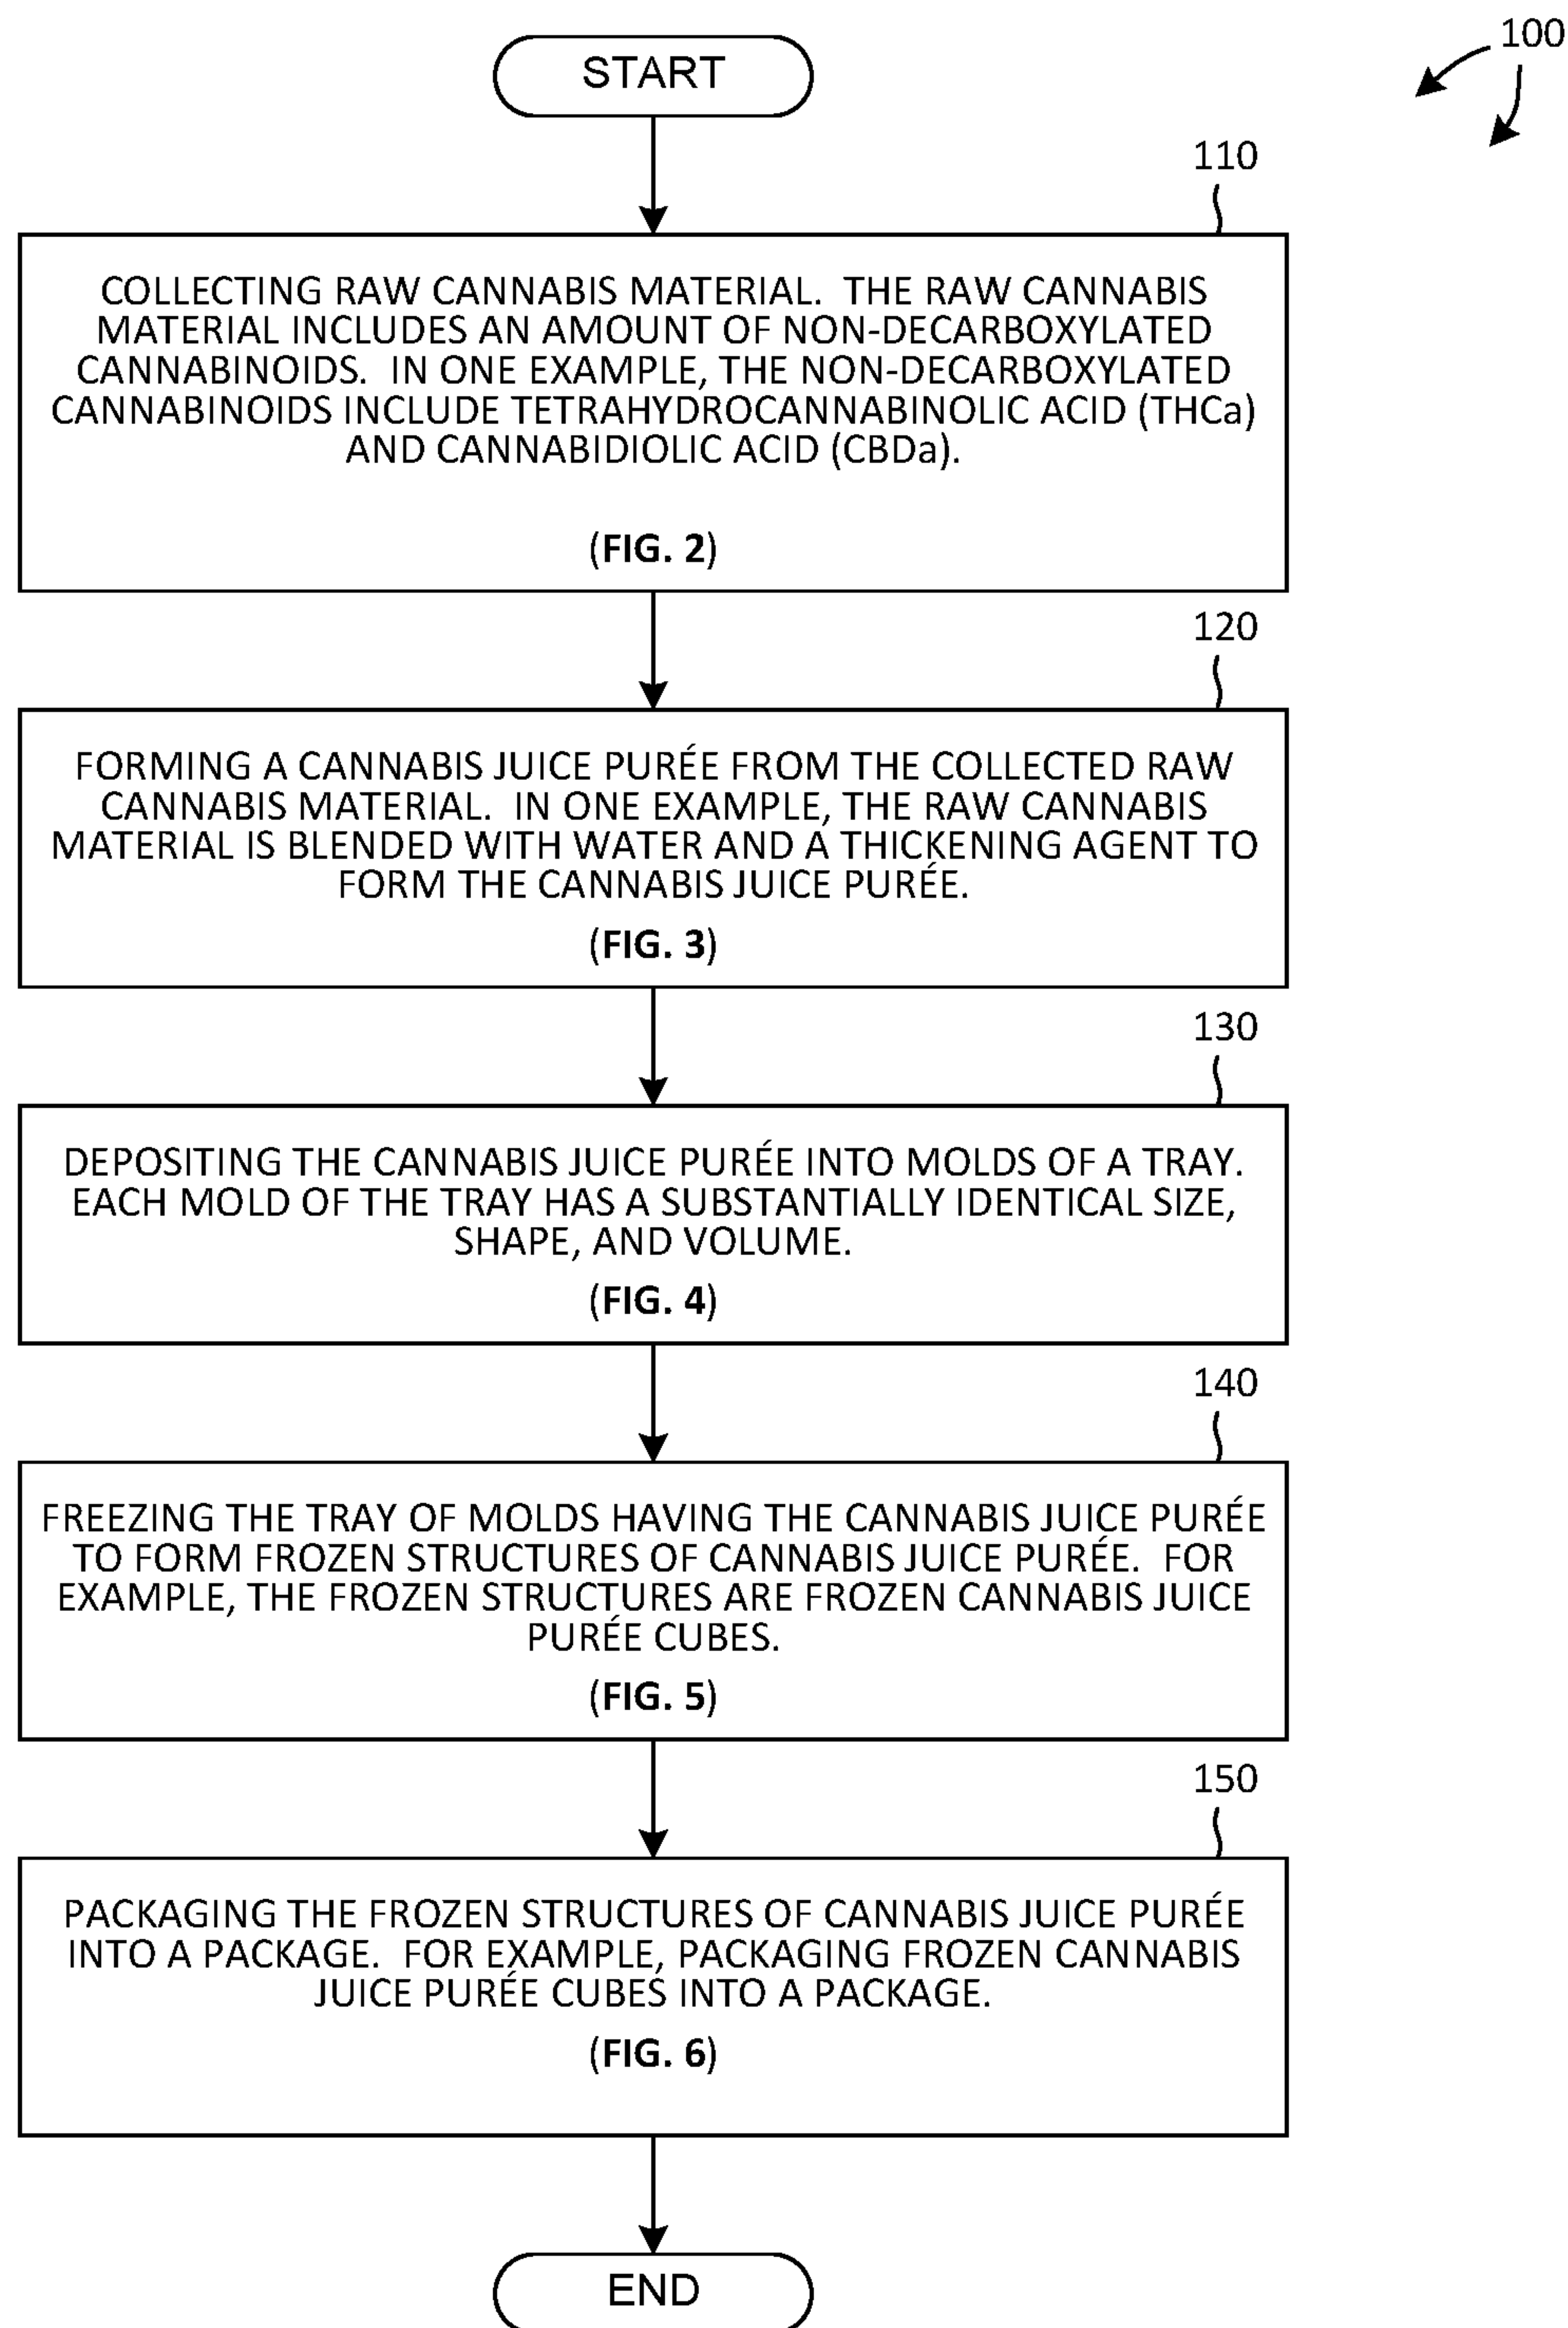 START
100
110
COLLECTING RAW CANNABIS MATERIAL. THE RAW CANNABIS
MATERIAL INCLUDES AN AMOUNT OF NON-DECARBOXYLATED
CANNABINOIDS. IN ONE EXAMPLE, THE NON-DECARBOXYLATED
CANNABINOIDS INCLUDE TETRAHYDROCANNABINOLIC ACID (THCa)
AND CANNABIDIOLIC ACID (CBDa).
(FIG. 2)
120
FORMING A CANNABIS JUICE PURÉE FROM THE COLLECTED RAW
CANNABIS MATERIAL. IN ONE EXAMPLE, THE RAW CANNABIS
MATERIAL IS BLENDED WITH WATER AND A THICKENING AGENT TO
FORM THE CANNABIS JUICE PURÉE.
(FIG. 3)
130
DEPOSITING THE CANNABIS JUICE PURÉE INTO MOLDS OF A TRAY.
EACH MOLD OF THE TRAY HAS A SUBSTANTIALLY IDENTICAL SIZE,
SHAPE, AND VOLUME.
(FIG. 4)
140
FREEZING THE TRAY OF MOLDS HAVING THE CANNABIS JUICE PURÉE
TO FORM FROZEN STRUCTURES OF CANNABIS JUICE PURÉE. FOR
EXAMPLE, THE FROZEN STRUCTURES ARE FROZEN CANNABIS JUICE
PURÉE CUBES.
(FIG. 5)
150
PACKAGING THE FROZEN STRUCTURES OF CANNABIS JUICE PURÉE
INTO A PACKAGE. FOR EXAMPLE, PACKAGING FROZEN CANNABIS
JUICE PURÉE CUBES INTO A PACKAGE.
(FIG. 6)
END